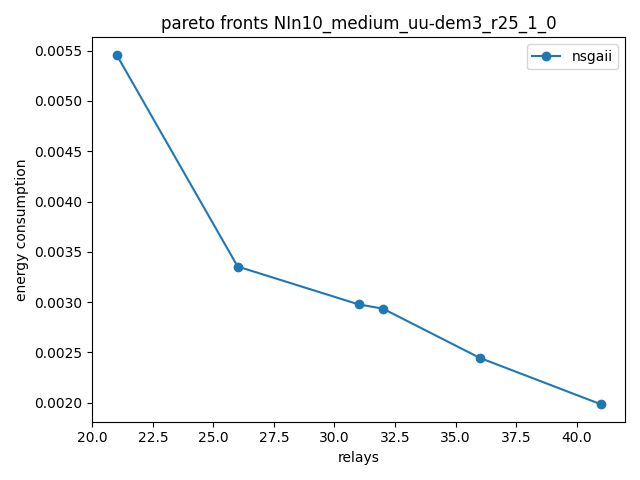 pareto fronts NIn10_medium_uu-dem3_r25_1_0
nsgaii
0.0055
0.0050
0.0045
0.0040
0.0035
0.0030
0.0025
0.0020
energy consumption
20.0 22.5 25.0 27.5 30.0 32.5 35.0 37.5 40.0
relays